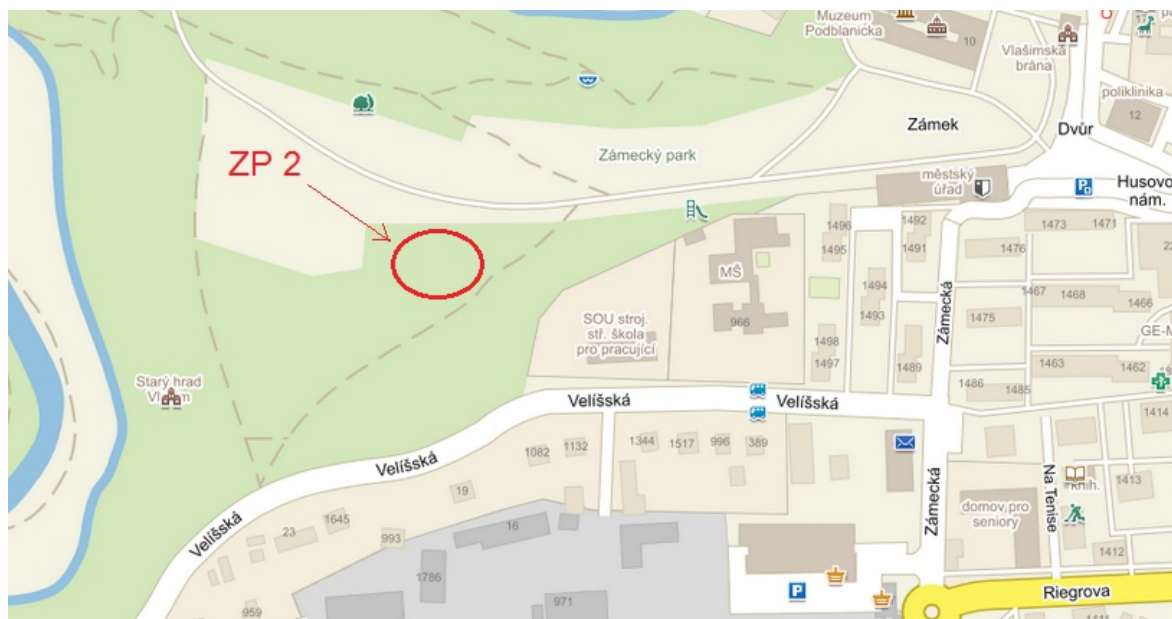 Muzeum
Podblanicka
10
Vlašimská
brána
poliklinika
12
Zámek
Dvůr
Zámecký park
ZP 2
městský
úřad
Husovo
nám.
1496
1495
1492
1491
1473
1471
1476
MŠ
966
1494
1493
1467
1468
1466
1475
SOU stroj.
stř. škola
pro pracující
1498
1497
1489
Zámecká
GE-M
1463
1462
1486
1485
1414
Starý hrad
Velíšská
Velíšská
Velíšská
Velíšská
1082
1132
1344
1517
996
389
19
23
1645
993
16
1786
971
959
Zámecká
Na Tenise
Knih.
1413
domov pro
seniory
1412
Riegrova
1411